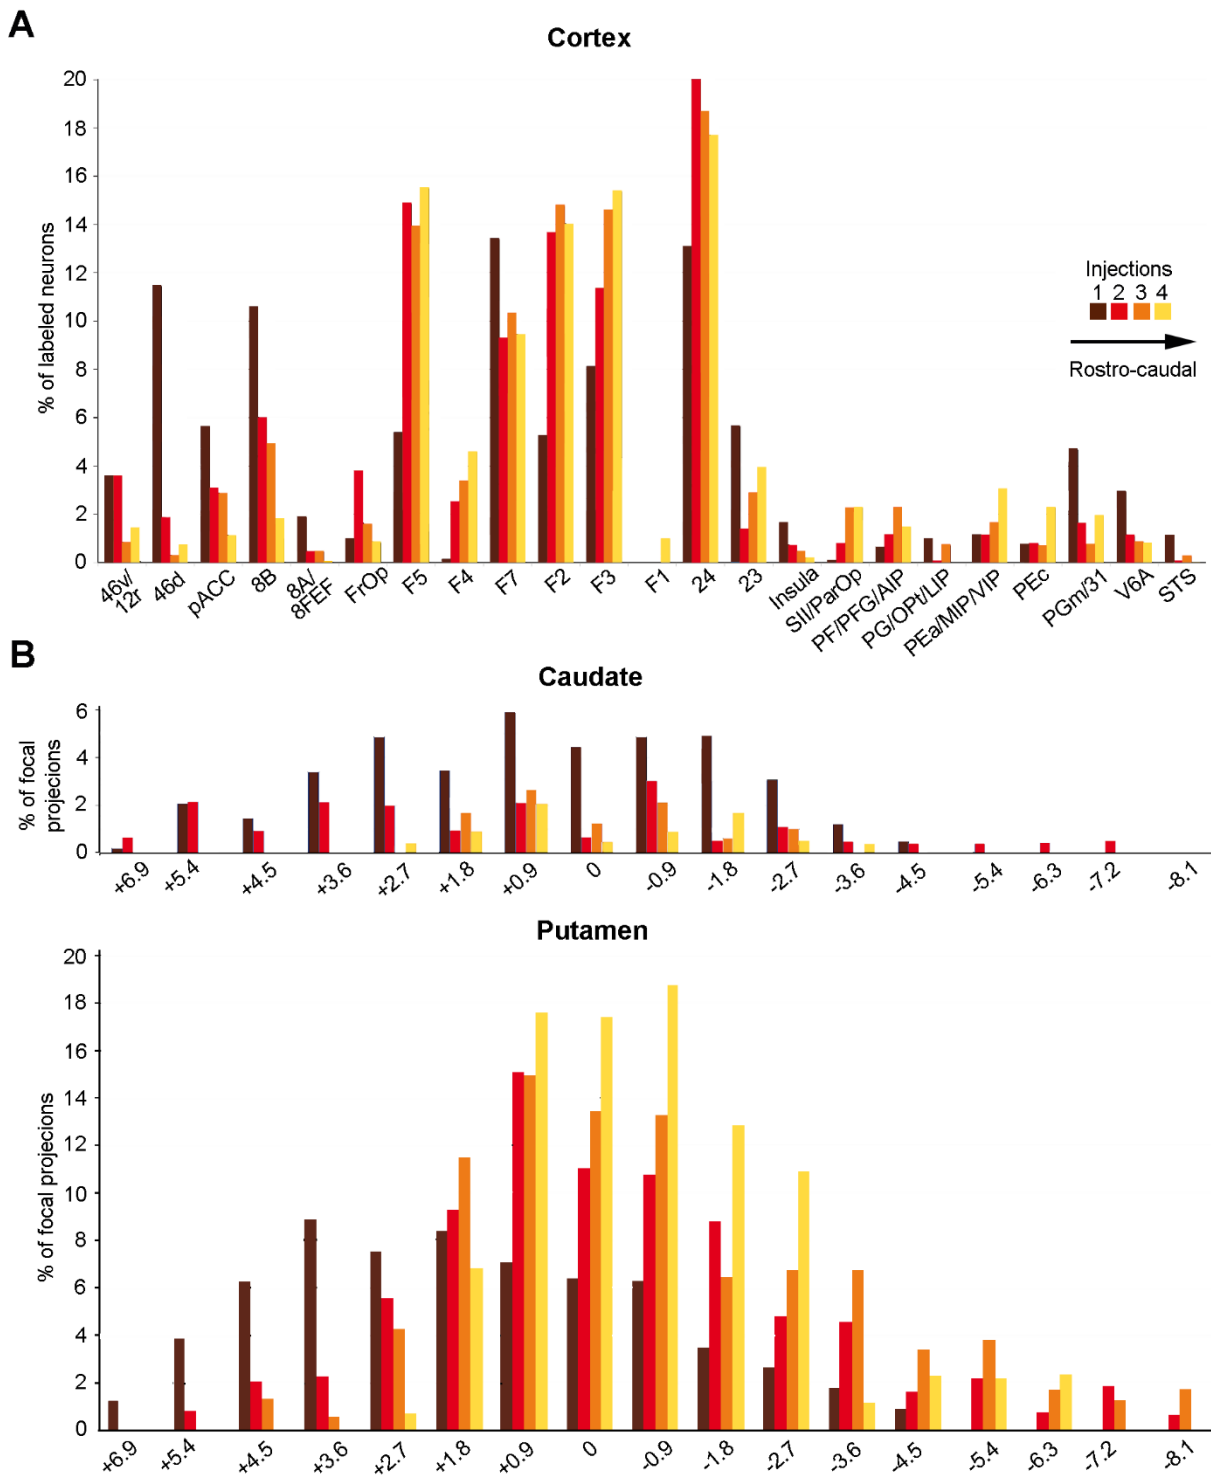 A
Cortex
20
18
16
14
12
10
8
6
4
2
0
% of labeled neurons
Injections
1 2 3 4
Rostro-caudal
46v/
12r
46d
pACC
8B
8A/
8FEF
FrOp
F5
F4
F7
F2
F3
F1
24
23
Insula
SII/ParOp
PF/PFG/AIP
PG/OPt/LIP
PEa/MIP/VIP
PEc
PGm/31
V6A
STS
B
Caudate
6
4
2
0
% of focal
projecions
+6.9
+5.4
+4.5
+3.6
+2.7
+1.8
+0.9
0
-0.9
-1.8
-2.7
-3.6
-4.5
-5.4
-6.3
-7.2
-8.1
Putamen
20
18
16
14
12
10
8
6
4
2
0
% of focal projecions
+6.9
+5.4
+4.5
+3.6
+2.7
+1.8
+0.9
0
-0.9
-1.8
-2.7
-3.6
-4.5
-5.4
-6.3
-7.2
-8.1